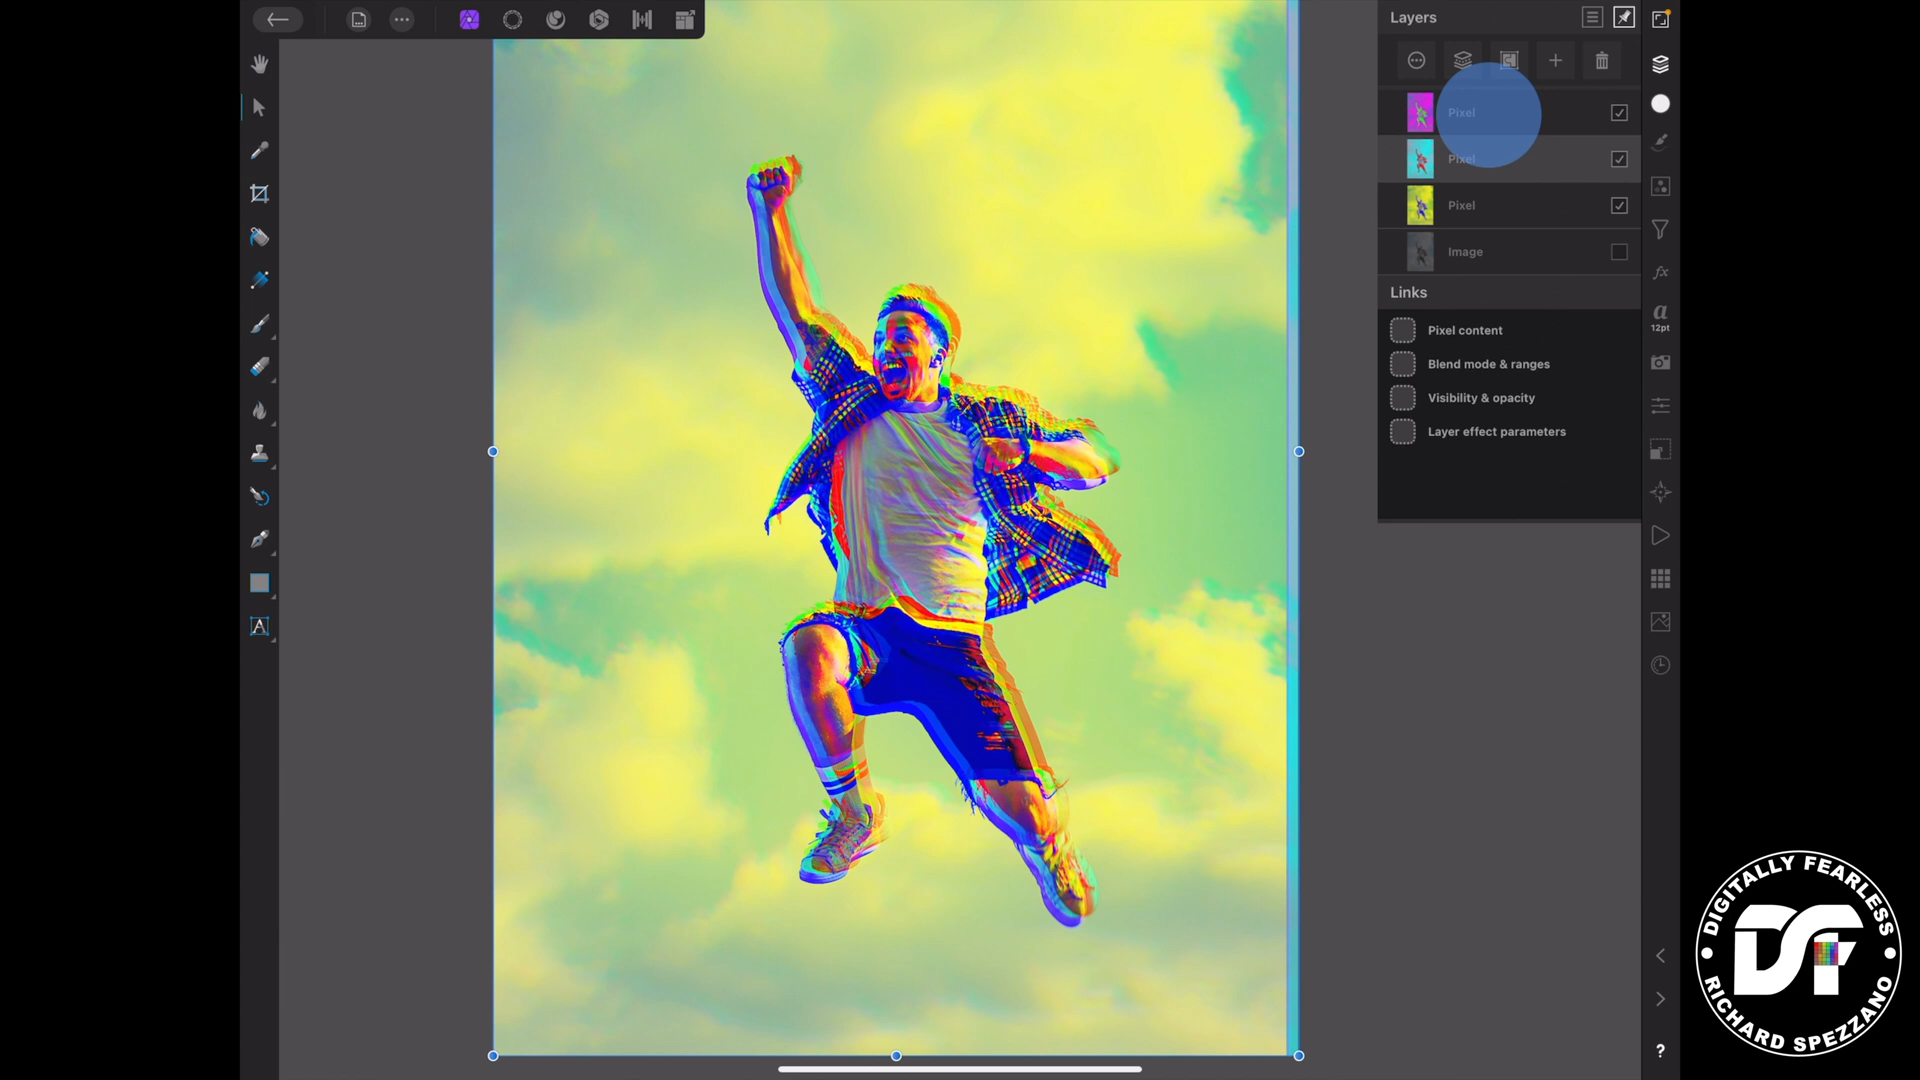 Layers
Pixel
Pixel
Pixel
Image
Links
Pixel content
Blend mode & ranges
Visibility & opacity
Layer effect parameters
fx
a
12pt
A
?
DIGITALLY FEARLESS
DF
RICHARD SPEZZANO